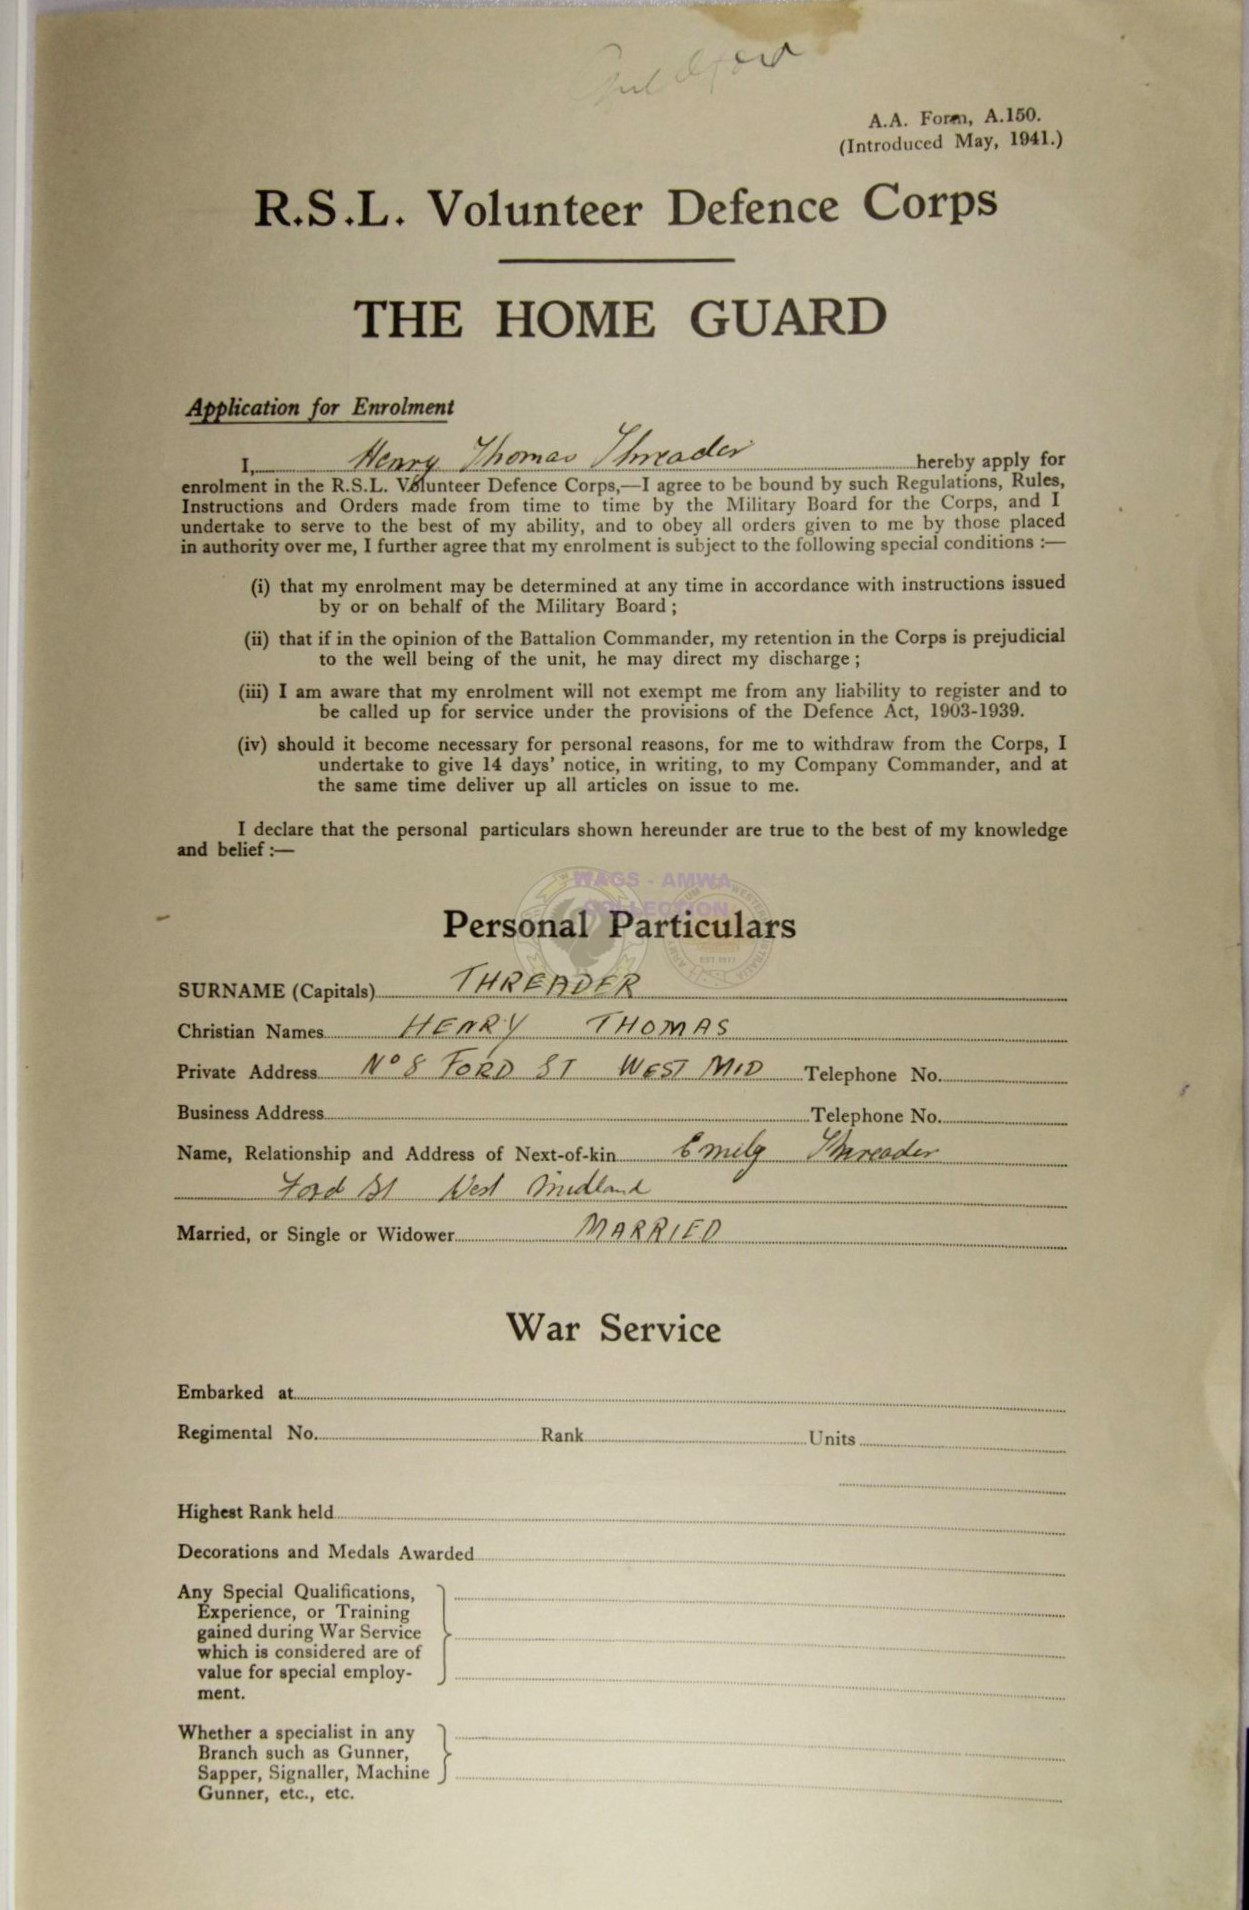 Guildford
A.A. Form, A.150.
(Introduced May, 1941.)
R.S.L. Volunteer Defence Corps
THE HOME GUARD
Application for Enrolment
I, Henry Thomas Threader hereby apply for
enrolment in the R.S.L. Volunteer Defence Corps,—I agree to be bound by such Regulations, Rules,
Instructions and Orders made from time to time by the Military Board for the Corps, and I
undertake to serve to the best of my ability, and to obey all orders given to me by those placed
in authority over me, I further agree that my enrolment is subject to the following special conditions :—
(i) that my enrolment may be determined at any time in accordance with instructions issued
by or on behalf of the Military Board ;
(ii) that if in the opinion of the Battalion Commander, my retention in the Corps is prejudicial
to the well being of the unit, he may direct my discharge ;
(iii) I am aware that my enrolment will not exempt me from any liability to register and to
be called up for service under the provisions of the Defence Act, 1903-1939.
(iv) should it become necessary for personal reasons, for me to withdraw from the Corps, I
undertake to give 14 days' notice, in writing, to my Company Commander, and at
the same time deliver up all articles on issue to me.
I declare that the personal particulars shown hereunder are true to the best of my knowledge
and belief :—
WAGS - AMWA
COLLECTION
Personal Particulars
SURNAME (Capitals) THREADER
Christian Names HENRY THOMAS
Private Address Nº 8 FORD ST WEST MID Telephone No.
Business Address Telephone No.
Name, Relationship and Address of Next-of-kin Emily Threader
Ford St West Midland
Married, or Single or Widower MARRIED
War Service
Embarked at
Regimental No. Rank Units
Highest Rank held
Decorations and Medals Awarded
Any Special Qualifications,
Experience, or Training
gained during War Service
which is considered are of
value for special employ-
ment.
Whether a specialist in any
Branch such as Gunner,
Sapper, Signaller, Machine
Gunner, etc., etc.